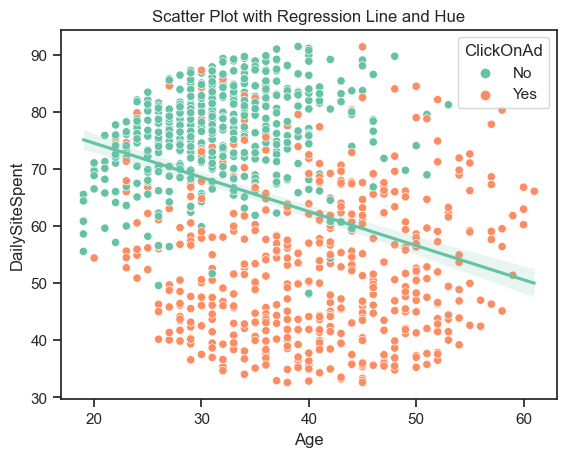 Scatter Plot with Regression Line and Hue
ClickOnAd
No
Yes
DailySiteSpent
90
80
70
60
50
40
30
20
30
40
50
60
Age